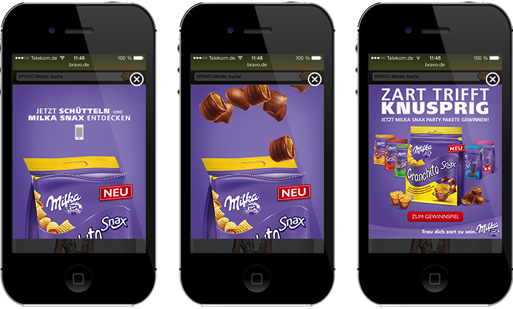 Telekom.de 11:48 100 %
bravo.de
BRAVO Mobile Suche
JETZT SCHÜTTELN UND
MILKA SNAX ENTDECKEN
NEU
Milka
Snax
Telekom.de 11:48 100 %
bravo.de
BRAVO Mobile Suche
NEU
Milka
Snax
Telekom.de 11:48 100 %
bravo.de
BRAVO Mobile Suche
ZART TRIFFT
KNUSPRIG
JETZT MILKA SNAX PARTY PAKETE GEWINNEN!
Milka
NEU
Crunchito Snax
ZUM GEWINNSPIEL
Trau dich zart zu sein.
Milka